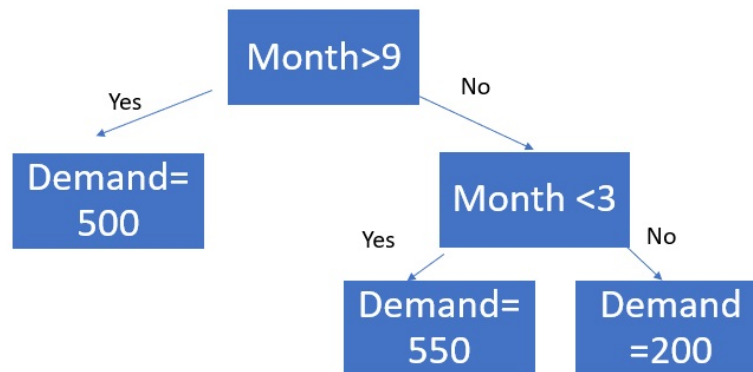 Month>9
Yes
No
Demand=
500
Month <3
Yes
No
Demand=
550
Demand
=200